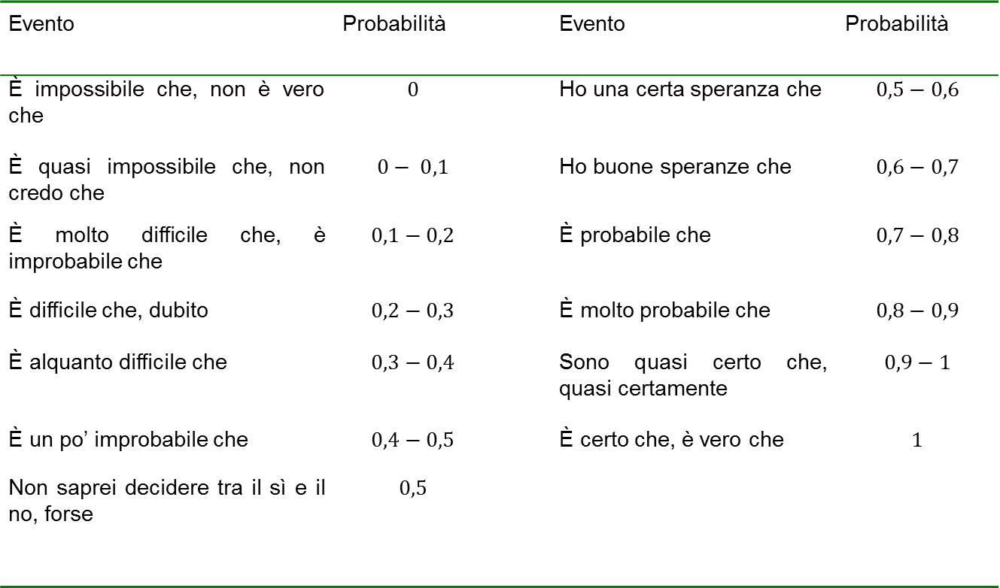 Evento Probabilità Evento Probabilità
È impossibile che, non è vero 0 Ho una certa speranza che 0,5 − 0,6
che
È quasi impossibile che, non 0 − 0,1 Ho buone speranze che 0,6 − 0,7
credo che
È molto difficile che, è 0,1 − 0,2 È probabile che 0,7 − 0,8
improbabile che
È difficile che, dubito 0,2 − 0,3 È molto probabile che 0,8 − 0,9
È alquanto difficile che 0,3 − 0,4 Sono quasi certo che, 0,9 − 1
quasi certamente
È un po’ improbabile che 0,4 − 0,5 È certo che, è vero che 1
Non saprei decidere tra il sì e il 0,5
no, forse